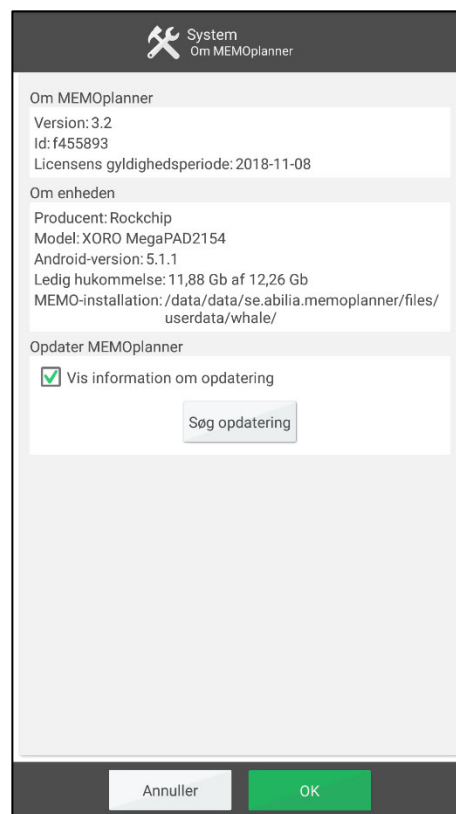 System
Om MEMOplanner
Om MEMOplanner
Version: 3.2
Id: f455893
Licensens gyldighedsperiode: 2018-11-08
Om enheden
Producent: Rockchip
Model: XORO MegaPAD2154
Android-version: 5.1.1
Ledig hukommelse: 11,88 Gb af 12,26 Gb
MEMO-installation: /data/data/se.abilia.memoplanner/files/
userdata/whale/
Opdater MEMOplanner
Vis information om opdatering
Søg opdatering
Annuller
OK